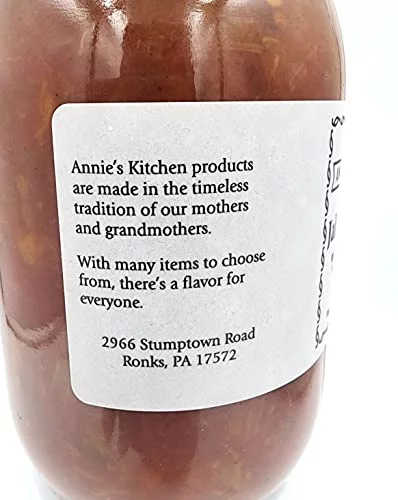 Annie's Kitchen products
are made in the timeless
tradition of our mothers
and grandmothers.
With many items to choose
from, there's a flavor for
everyone.
2966 Stumptown Road
Ronks, PA 17572